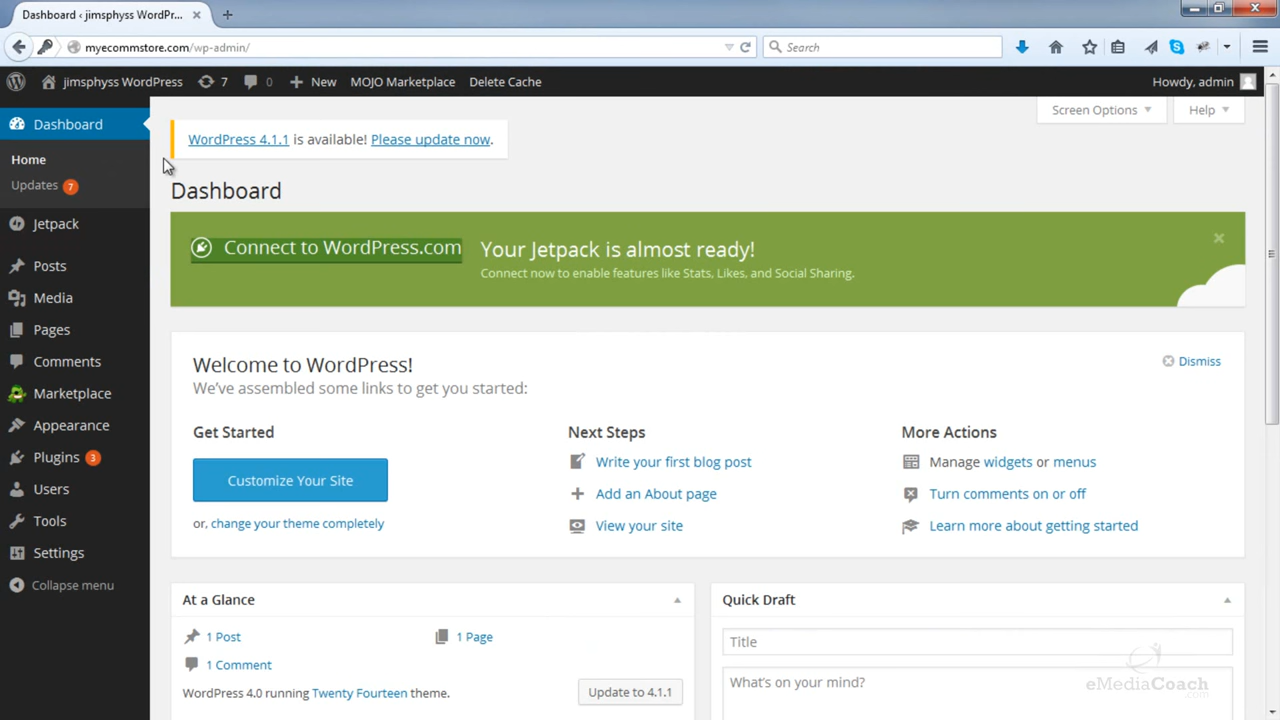 Dashboard ‹ jimsphyss WordPr...
myecommstore.com/wp-admin/
Search
jimsphyss WordPress
7
0
New
MOJO Marketplace
Delete Cache
Howdy, admin
Dashboard
Home
Updates 7
Jetpack
Posts
Media
Pages
Comments
Marketplace
Appearance
Plugins 3
Users
Tools
Settings
Collapse menu
Screen Options
Help
WordPress 4.1.1 is available! Please update now.
Dashboard
Connect to WordPress.com
Your Jetpack is almost ready!
Connect now to enable features like Stats, Likes, and Social Sharing.
Welcome to WordPress!
We've assembled some links to get you started:
Dismiss
Get Started
Customize Your Site
or, change your theme completely
Next Steps
Write your first blog post
Add an About page
View your site
More Actions
Manage widgets or menus
Turn comments on or off
Learn more about getting started
At a Glance
1 Post
1 Page
1 Comment
WordPress 4.0 running Twenty Fourteen theme.
Update to 4.1.1
Quick Draft
Title
What's on your mind?
eMediaCoach
.com